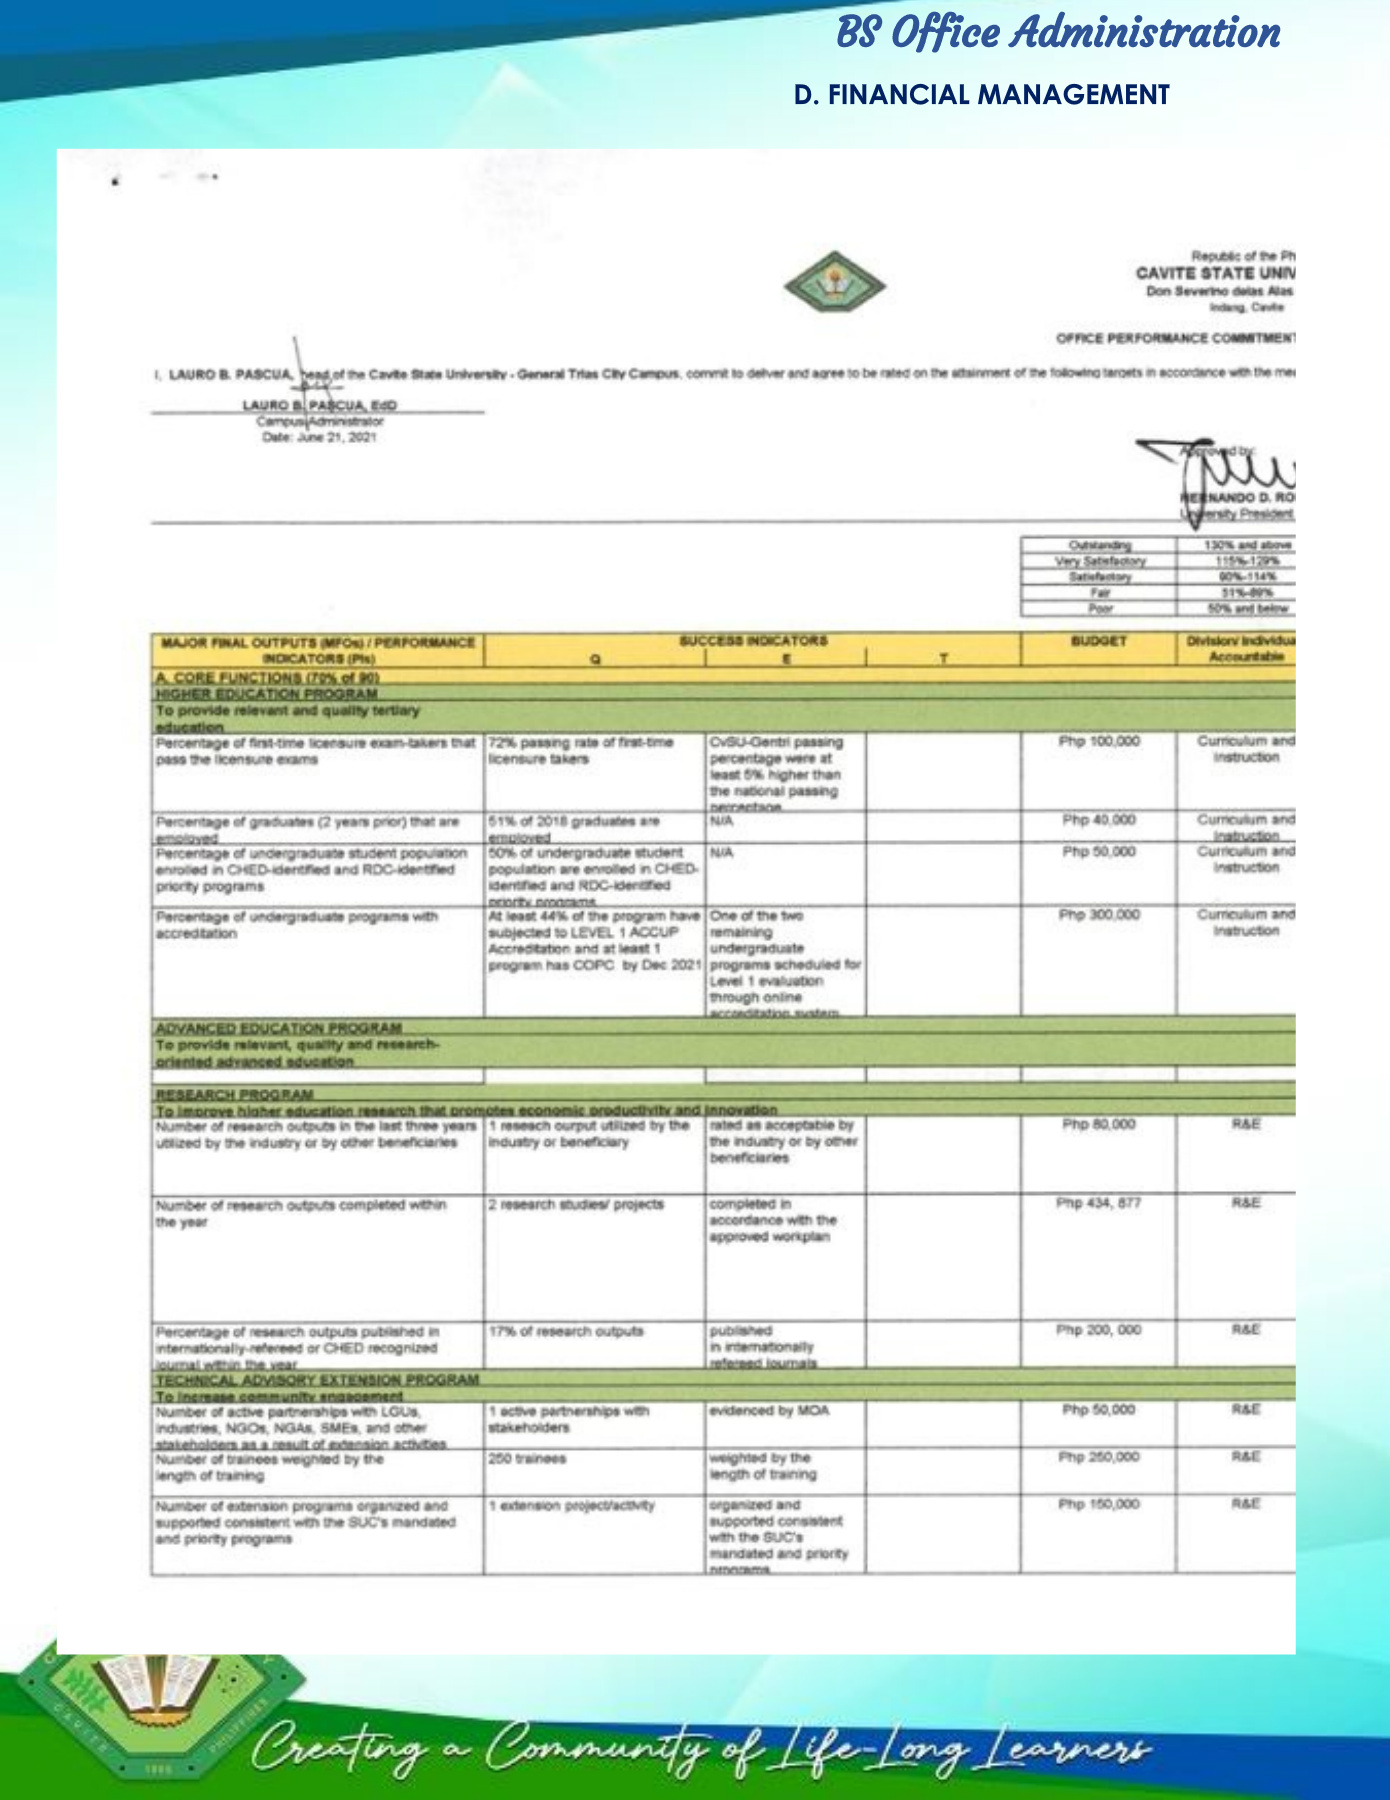 BS Office Administration
D. FINANCIAL MANAGEMENT
Republic of the Ph
CAVITE STATE UNIV
Don Severino delas Alas
Indang, Cavite
OFFICE PERFORMANCE COMMITMENT
I, LAURO B. PASCUA, head of the Cavite State University - General Trias City Campus, commit to deliver and agree to be rated on the attainment of the following targets in accordance with the mea
LAURO B. PASCUA, EdD
Campus Administrator
Date: June 21, 2021
Approved by:
HERNANDO D. RO
University President
Outstanding 130% and above
Very Satisfactory 115%-129%
Satisfactory 90%-114%
Fair 51%-89%
Poor 50% and below
MAJOR FINAL OUTPUTS (MFOs) / PERFORMANCE INDICATORS (PIs) SUCCESS INDICATORS BUDGET Division/ Individua Accountable
Q E T
A. CORE FUNCTIONS (70% of 90)
HIGHER EDUCATION PROGRAM
To provide relevant and quality tertiary
education
Percentage of first-time licensure exam-takers that
pass the licensure exams
72% passing rate of first-time
licensure takers
CvSU-Gentri passing
percentage were at
least 5% higher than
the national passing
percentage
Php 100,000
Curriculum and
Instruction
Percentage of graduates (2 years prior) that are
employed
51% of 2018 graduates are
employed
N/A
Php 40,000
Curriculum and
Instruction
Percentage of undergraduate student population
enrolled in CHED-identified and RDC-identified
priority programs
50% of undergraduate student
population are enrolled in CHED-
identified and RDC-identified
priority programs
N/A
Php 50,000
Curriculum and
Instruction
Percentage of undergraduate programs with
accreditation
At least 44% of the program have
subjected to LEVEL 1 ACCUP
Accreditation and at least 1
program has COPC by Dec 2021
One of the two
remaining
undergraduate
programs scheduled for
Level 1 evaluation
through online
accreditation system
Php 300,000
Curriculum and
Instruction
ADVANCED EDUCATION PROGRAM
To provide relevant, quality and research-
oriented advanced education
RESEARCH PROGRAM
To improve higher education research that promotes economic productivity and innovation
Number of research outputs in the last three years
utilized by the industry or by other beneficiaries
1 reseach ourput utilized by the
industry or beneficiary
rated as acceptable by
the industry or by other
beneficiaries
Php 80,000
R&E
Number of research outputs completed within
the year
2 research studies/ projects
completed in
accordance with the
approved workplan
Php 434, 877
R&E
Percentage of research outputs published in
internationally-refereed or CHED recognized
journal within the year
17% of research outputs
published
in internationally
refereed journals
Php 200, 000
R&E
TECHNICAL ADVISORY EXTENSION PROGRAM
To increase community engagement
Number of active partnerships with LGUs,
industries, NGOs, NGAs, SMEs, and other
stakeholders as a result of extension activities
1 active partnerships with
stakeholders
evidenced by MOA
Php 50,000
R&E
Number of trainees weighted by the
length of training
250 trainees
weighted by the
length of training
Php 250,000
R&E
Number of extension programs organized and
supported consistent with the SUC's mandated
and priority programs
1 extension project/activity
organized and
supported consistent
with the SUC's
mandated and priority
programs
Php 150,000
R&E
CAVITE
PHILIPPINES
Creating a Community of Life-Long Learners